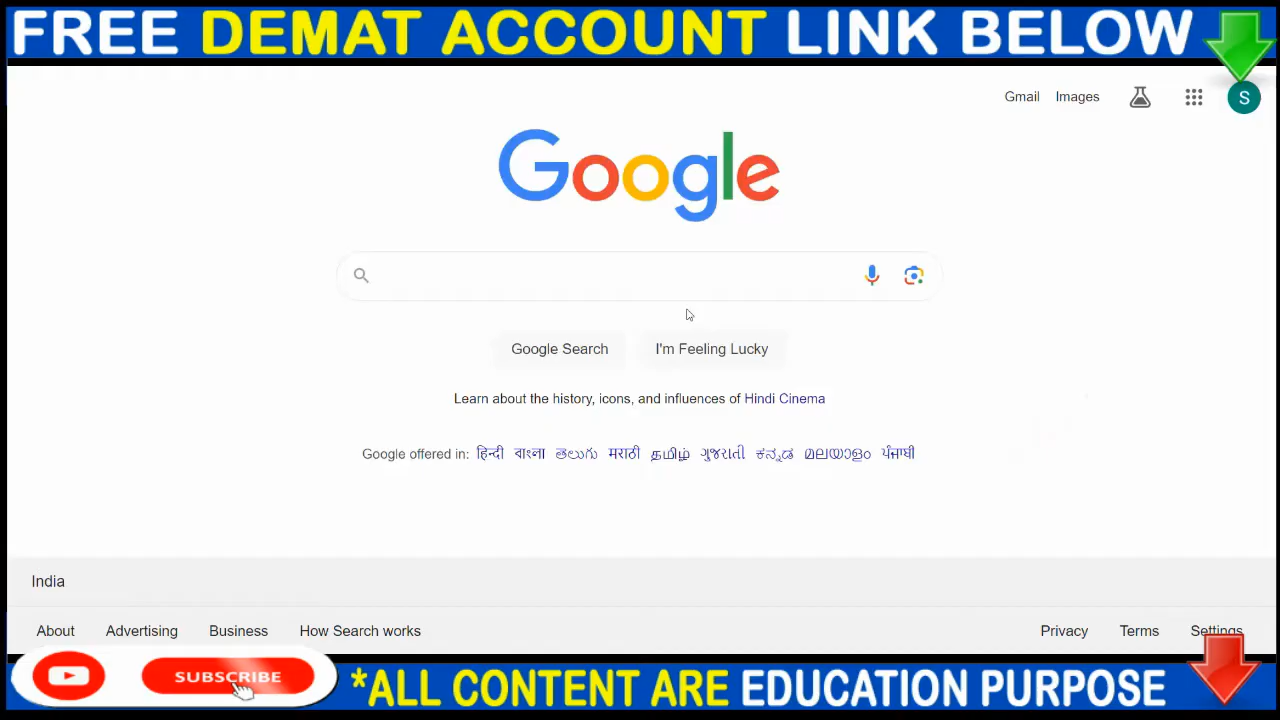 FREE DEMAT ACCOUNT LINK BELOW
Gmail Images S
Google
Google Search I'm Feeling Lucky
Learn about the history, icons, and influences of Hindi Cinema
Google offered in: हिन्दी বাংলা తెలుగు मराठी தமிழ் ગુજરાતી ಕನ್ನಡ മലയാളം ਪੰਜਾਬੀ
India
About Advertising Business How Search works Privacy Terms Settings
SUBSCRIBE
*ALL CONTENT ARE EDUCATION PURPOSE